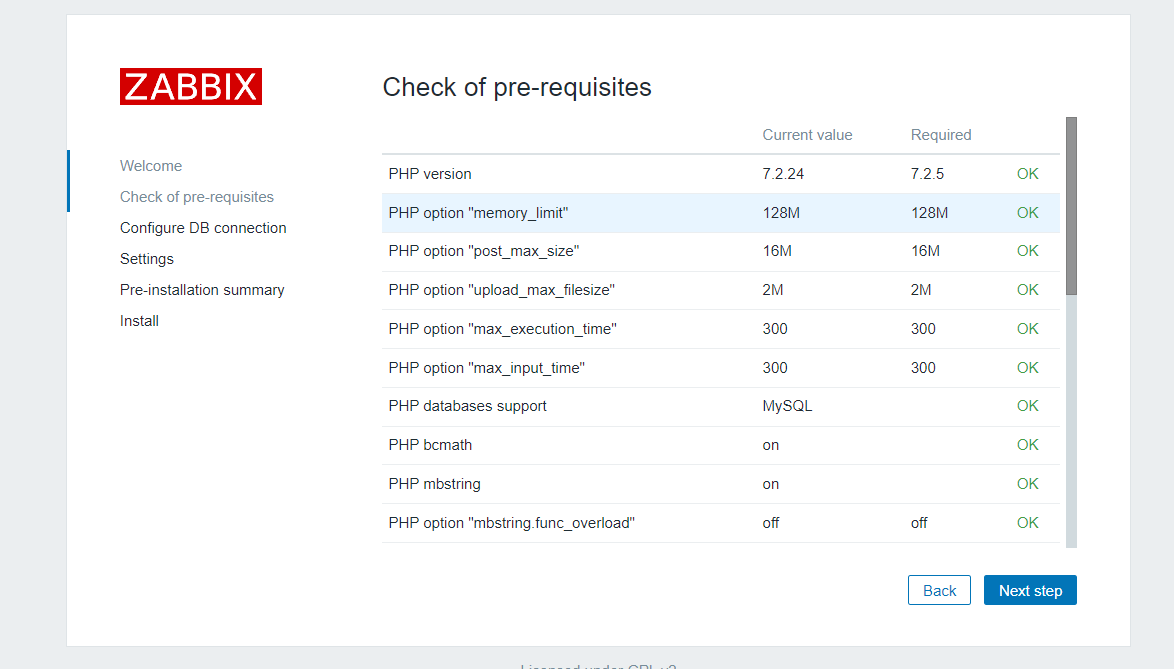 ZABBIX
Welcome
Check of pre-requisites
Configure DB connection
Settings
Pre-installation summary
Install
Check of pre-requisites
Current value Required
PHP version 7.2.24 7.2.5 OK
PHP option "memory_limit" 128M 128M OK
PHP option "post_max_size" 16M 16M OK
PHP option "upload_max_filesize" 2M 2M OK
PHP option "max_execution_time" 300 300 OK
PHP option "max_input_time" 300 300 OK
PHP databases support MySQL OK
PHP bcmath on OK
PHP mbstring on OK
PHP option "mbstring.func_overload" off off OK
Back Next step
Licensed under GPL v2